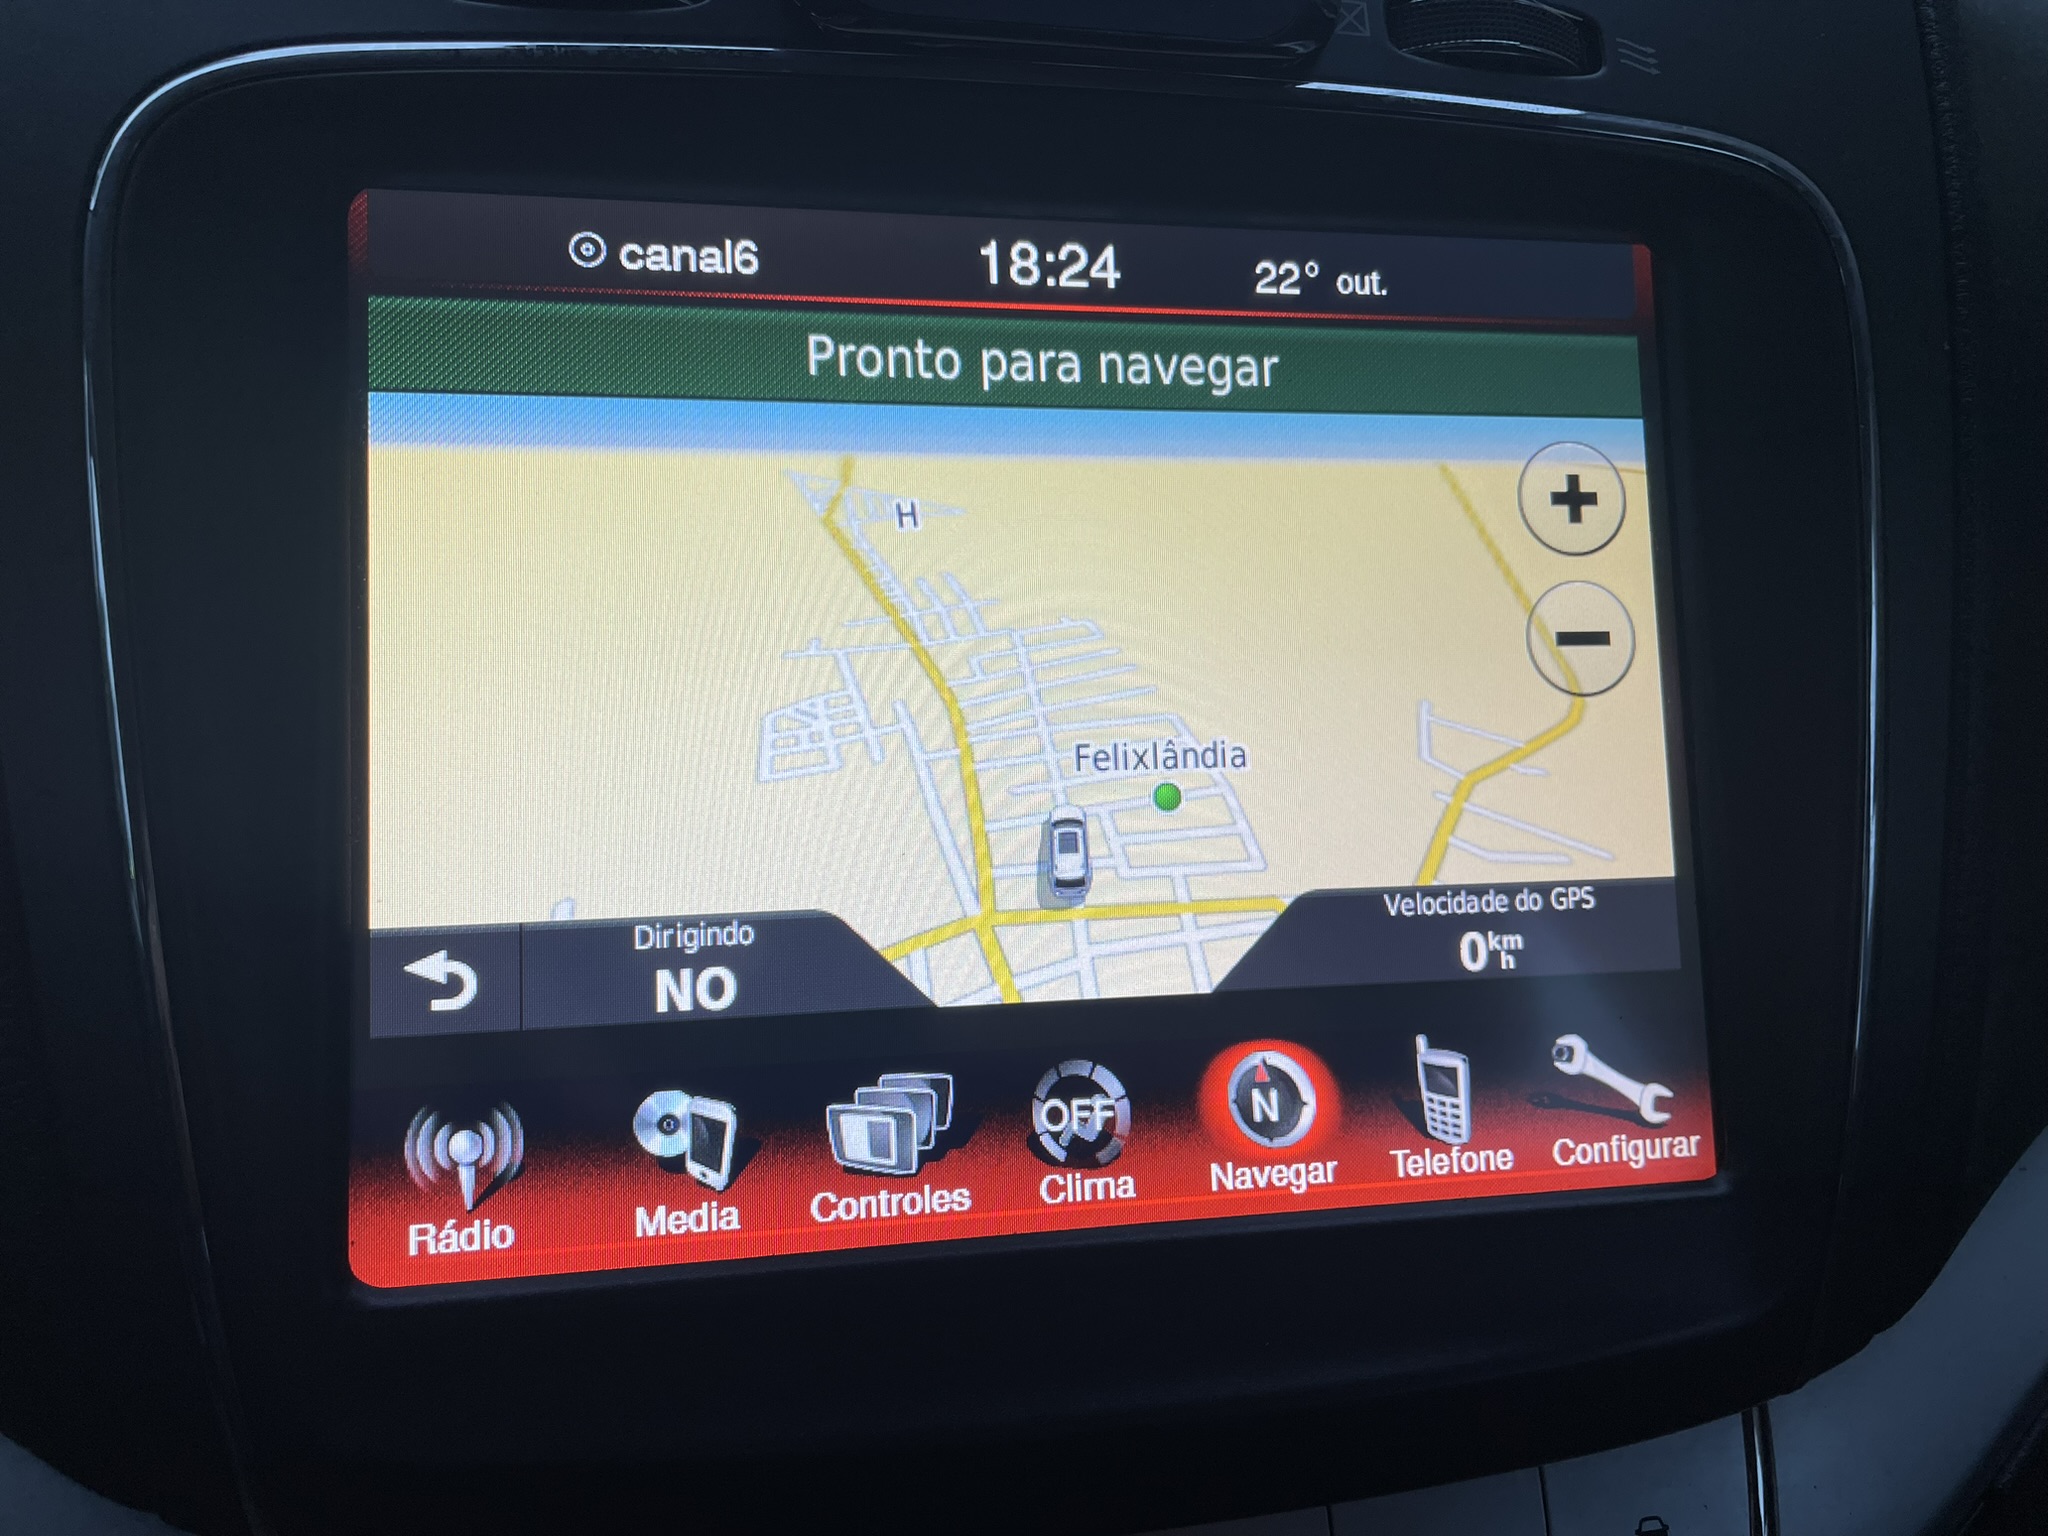 canal6
18:24
22° out.
Pronto para navegar
H
Felixlândia
Dirigindo
NO
Velocidade do GPS
0 km/h
OFF
N
Rádio
Media
Controles
Clima
Navegar
Telefone
Configurar